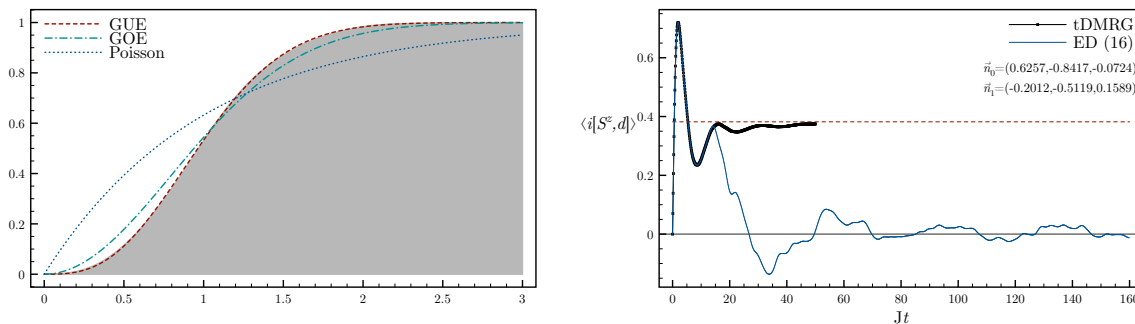 GUE
GOE
Poisson
1
0.8
0.6
0.4
0.2
0
0 0.5 1 1.5 2 2.5 3
tDMRG
ED (16)
n⃗₀=(0.6257,-0.8417,-0.0724)
n⃗₁=(-0.2012,-0.5119,0.1589)
0.6
0.4
0.2
0
⟨i[Sᶻ,d]⟩
0 20 40 60 80 100 120 140 160
Jt